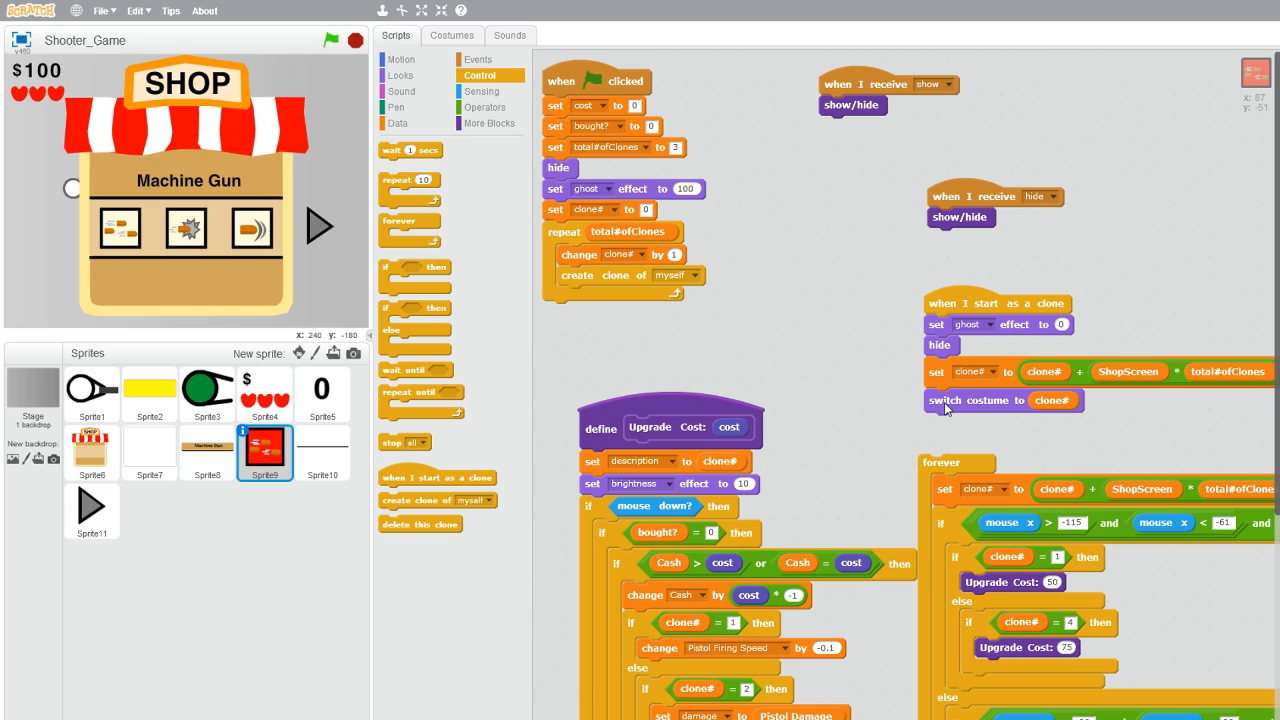 SCRATCH File Edit Tips About
v460 Shooter_Game
$100
SHOP
Machine Gun
x: 240 y: -180
Sprites New sprite:
Stage
1 backdrop
New backdrop:
Sprite1 Sprite2 Sprite3 Sprite4 Sprite5
$
0
SHOP
Machine Gun
Sprite6 Sprite7 Sprite8 Sprite9 Sprite10
Sprite11
Scripts Costumes Sounds
Motion Events
Looks Control
Sound Sensing
Pen Operators
Data More Blocks
wait 1 secs
repeat 10
forever
if then
if then
else
wait until
repeat until
stop all
when I start as a clone
create clone of myself
delete this clone
when clicked
set cost to 0
set bought? to 0
set total#ofClones to 3
hide
set ghost effect to 100
set clone# to 0
repeat total#ofClones
change clone# by 1
create clone of myself
define Upgrade Cost: cost
set description to clone#
set brightness effect to 10
if mouse down? then
if bought? = 0 then
if Cash > cost or Cash = cost then
change Cash by cost * -1
if clone# = 1 then
change Pistol Firing Speed by -0.1
else
if clone# = 2 then
set damage to Pistol Damage
when I receive show
show/hide
when I receive hide
show/hide
when I start as a clone
set ghost effect to 0
hide
set clone# to clone# + ShopScreen * total#ofClones
switch costume to clone#
forever
set clone# to clone# + ShopScreen * total#ofClone
if mouse x > -115 and mouse x < -61 and
if clone# = 1 then
Upgrade Cost: 50
else
if clone# = 4 then
Upgrade Cost: 75
else
x: 87
y: -51